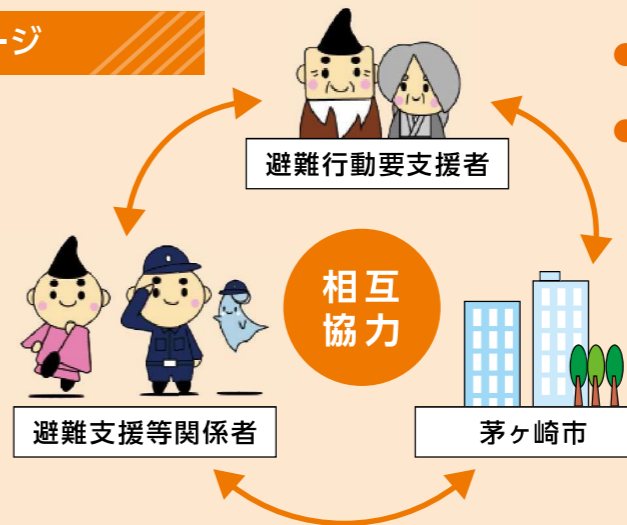 ージ
避難行動要支援者
相互
協力
避難支援等関係者
茅ヶ崎市